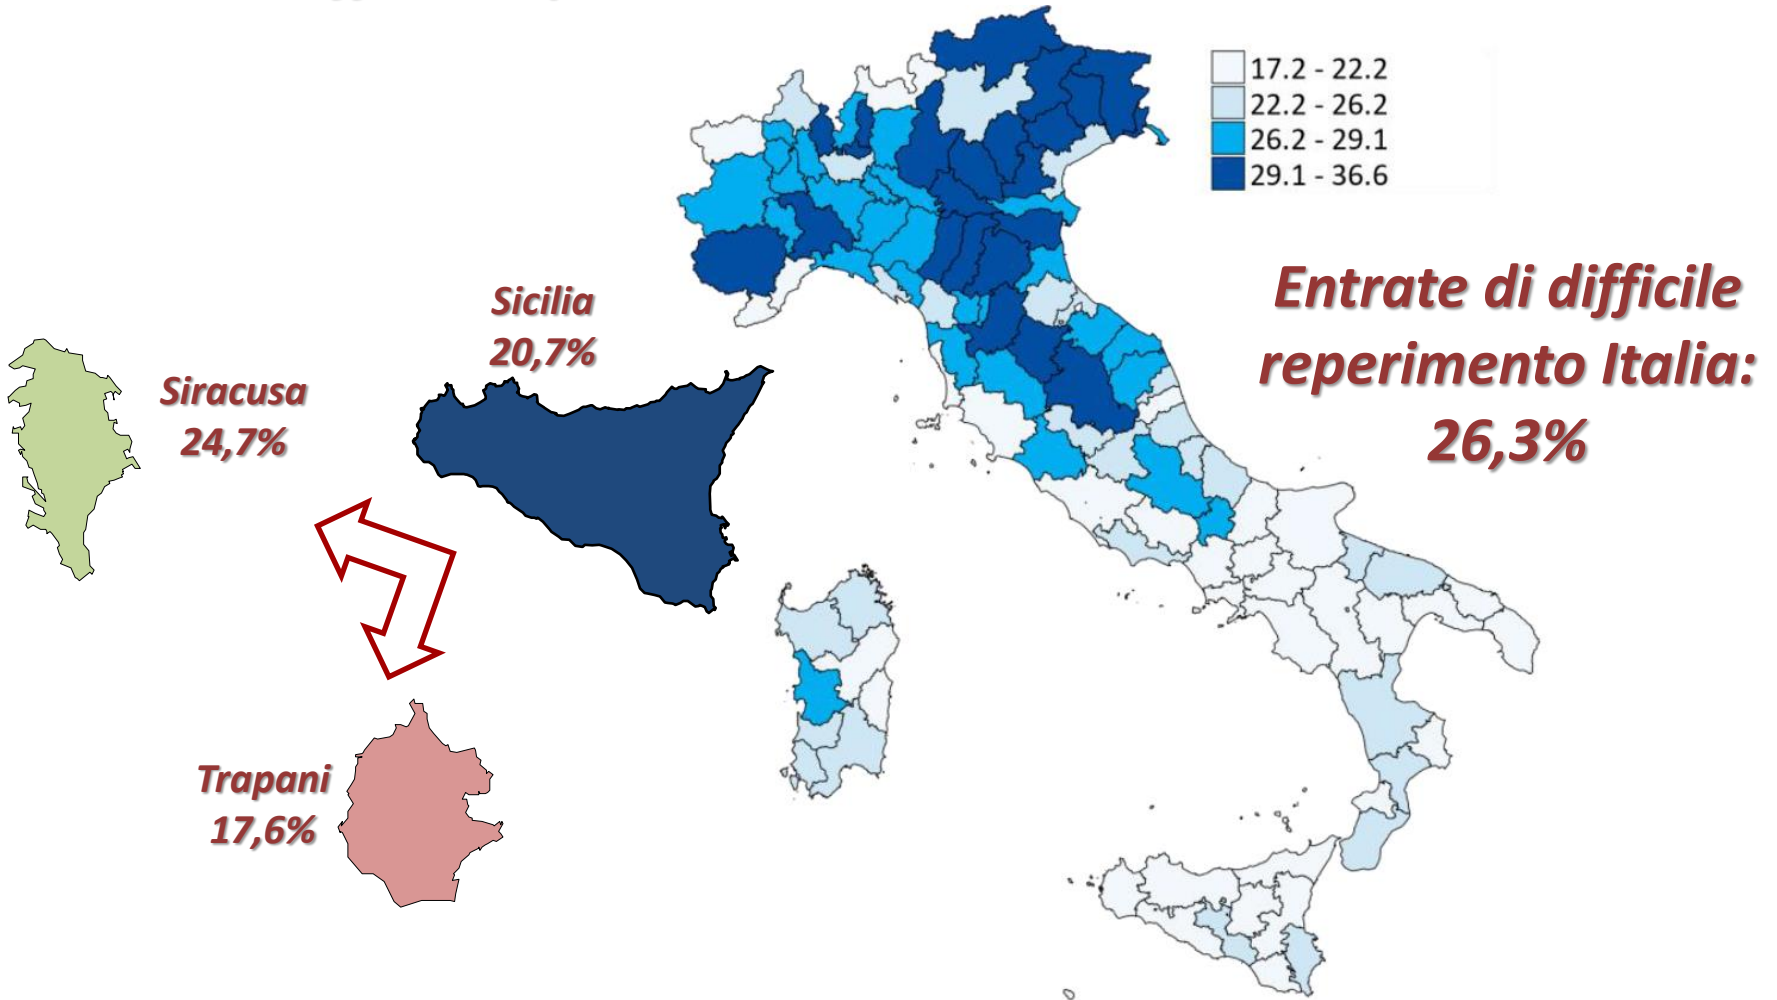 17.2 - 22.2
22.2 - 26.2
26.2 - 29.1
29.1 - 36.6
Entrate di difficile
reperimento Italia:
26,3%
Sicilia
20,7%
Siracusa
24,7%
Trapani
17,6%